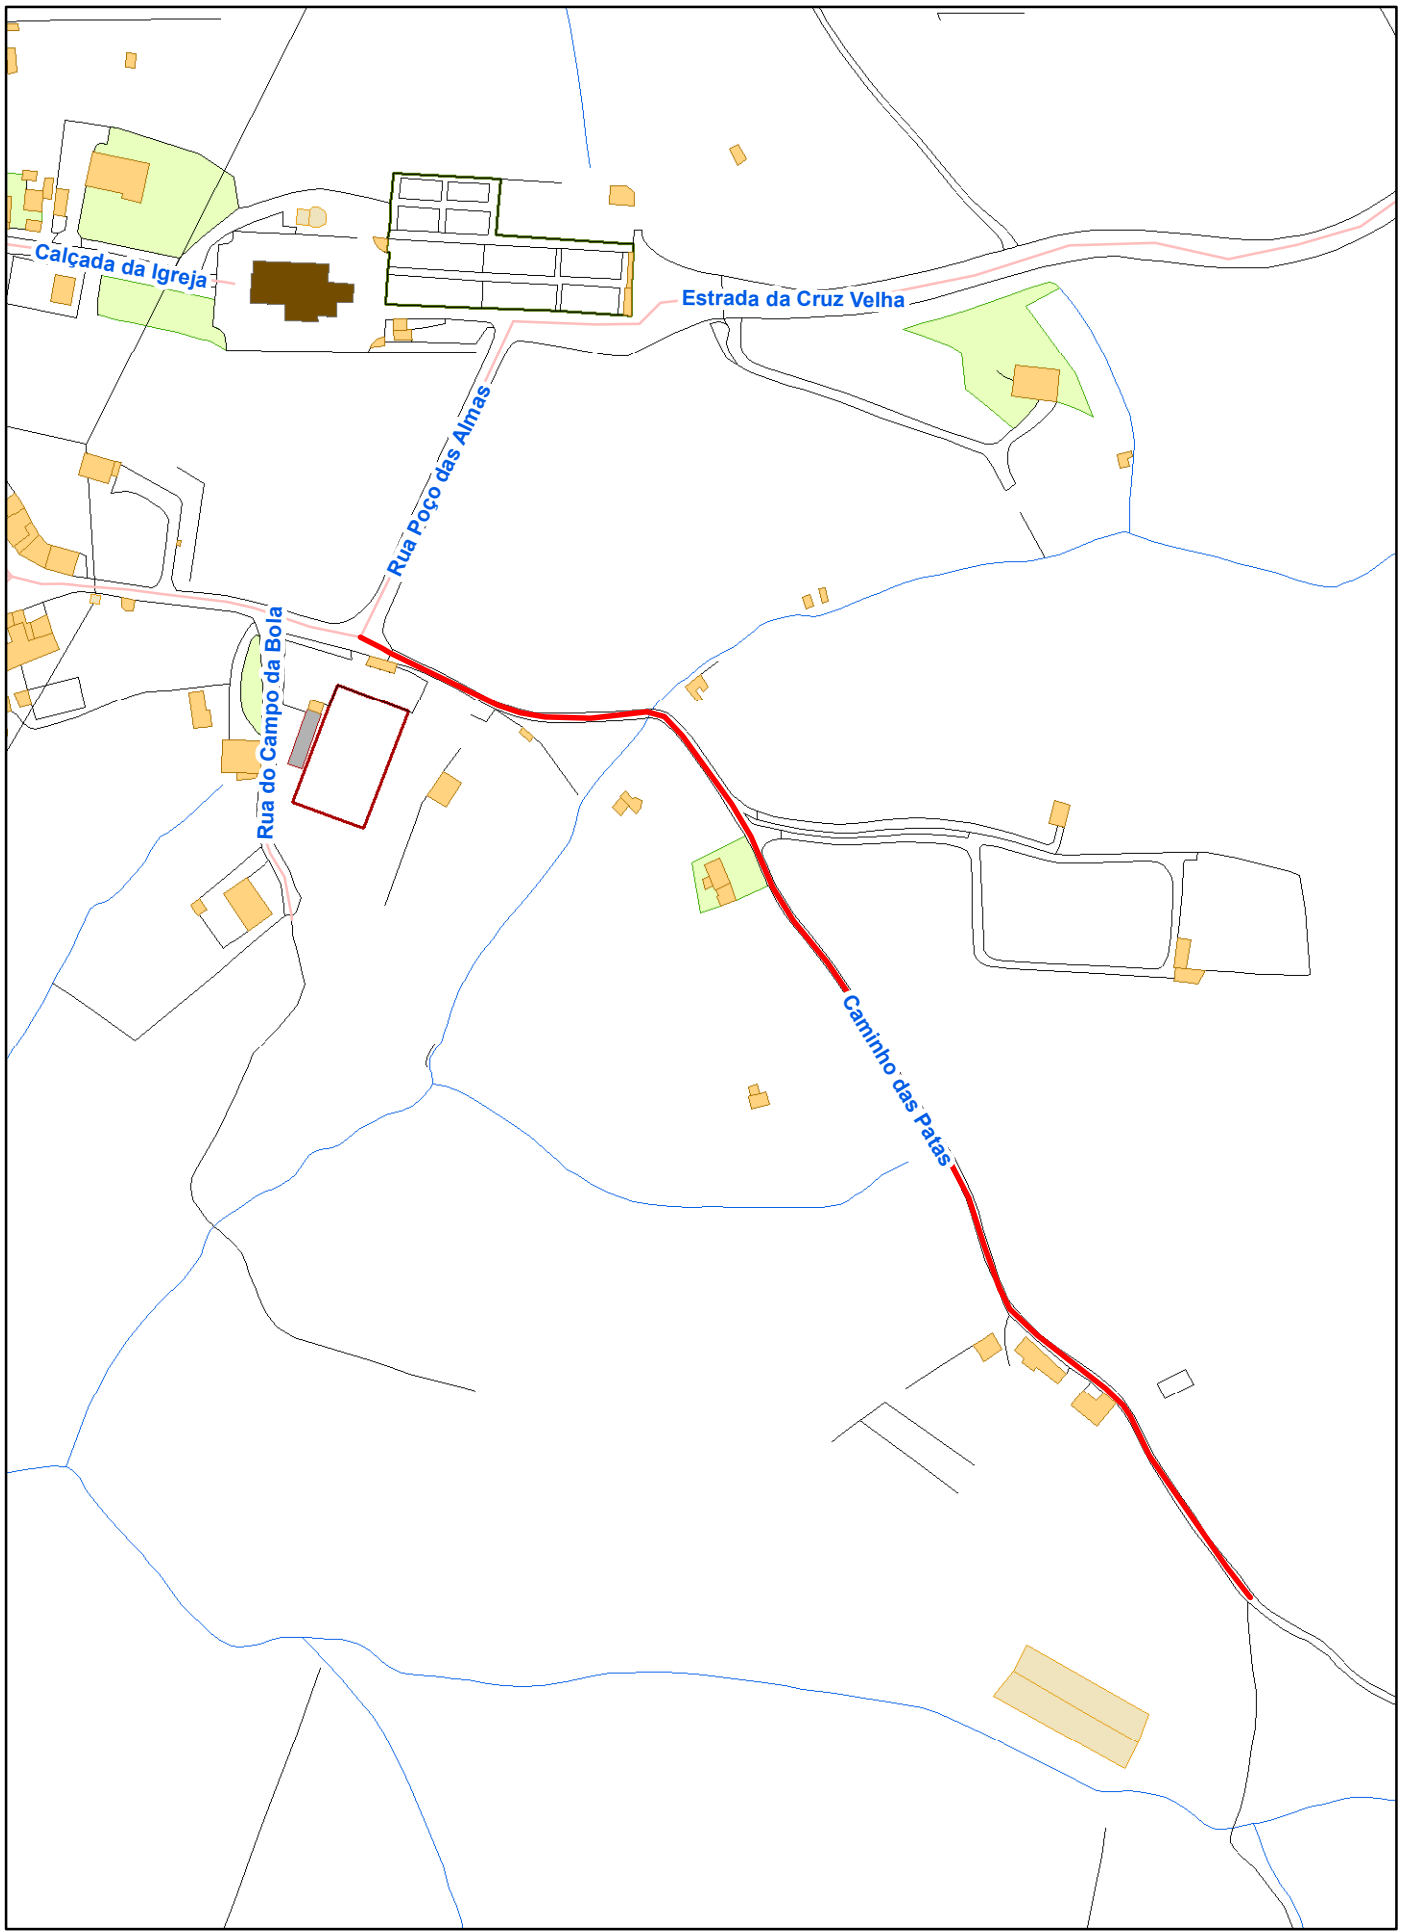 Calçada da Igreja
Estrada da Cruz Velha
Rua Poço das Almas
Rua do Campo da Bola
Caminho das Patas